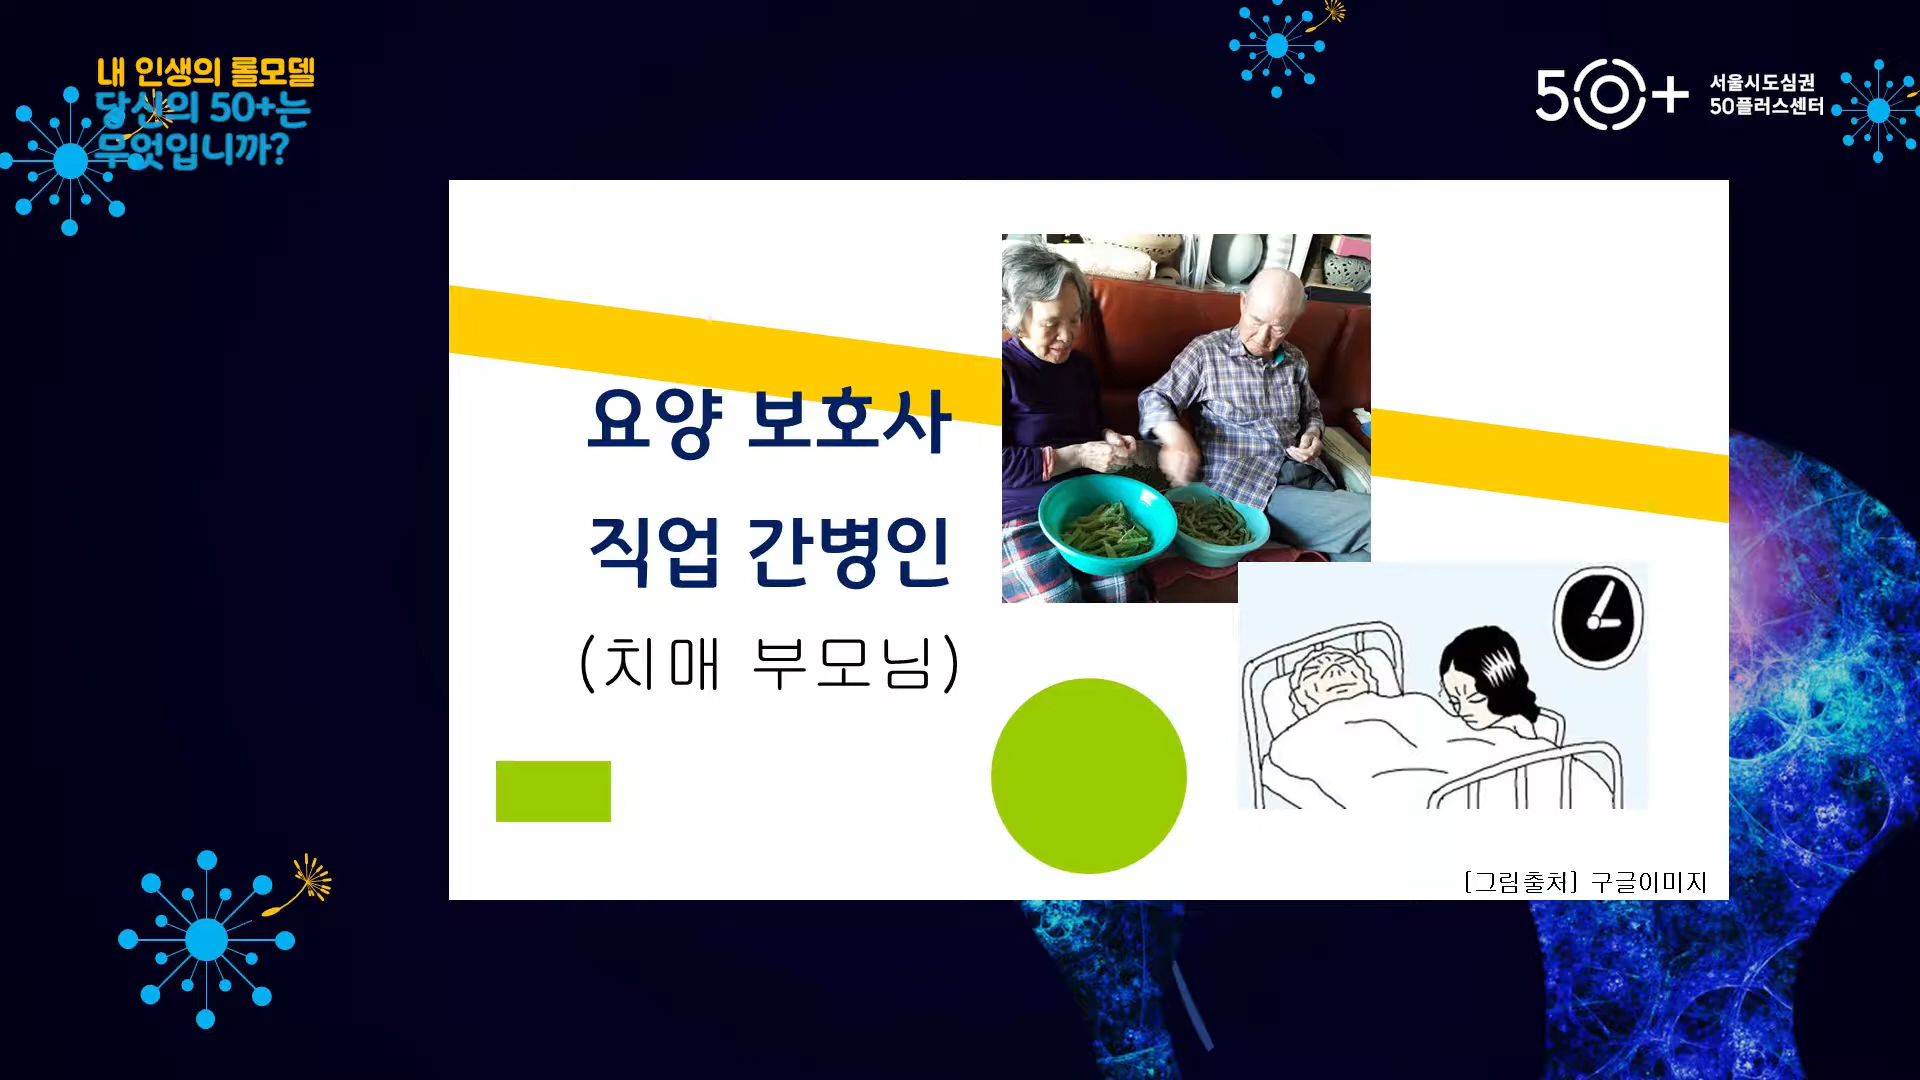 내 인생의 롤모델
당신의 50+는
무엇입니까?
50+
서울시도심권
50플러스센터
요양 보호사
직업 간병인
(치매 부모님)
[그림출처] 구글이미지